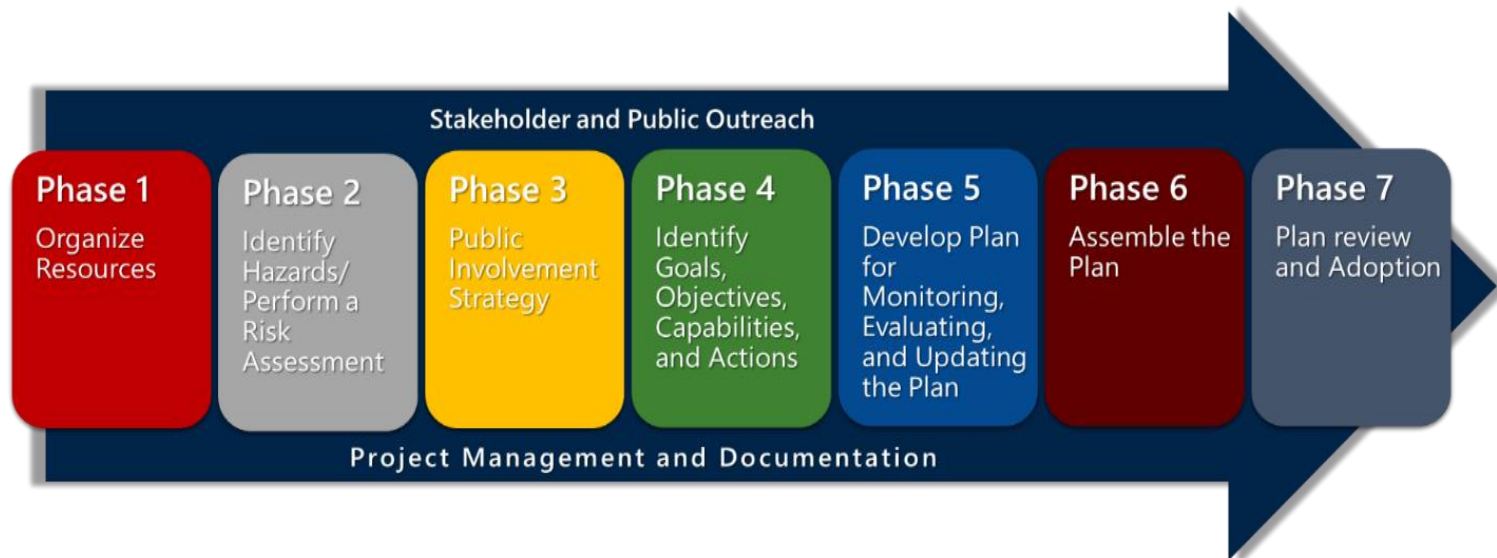 Stakeholder and Public Outreach
Phase 1
Organize
Resources
Phase 2
Identify
Hazards/
Perform a
Risk
Assessment
Phase 3
Public
Involvement
Strategy
Phase 4
Identify
Goals,
Objectives,
Capabilities,
and Actions
Phase 5
Develop Plan
for
Monitoring,
Evaluating,
and Updating
the Plan
Phase 6
Assemble the
Plan
Phase 7
Plan review
and Adoption
Project Management and Documentation